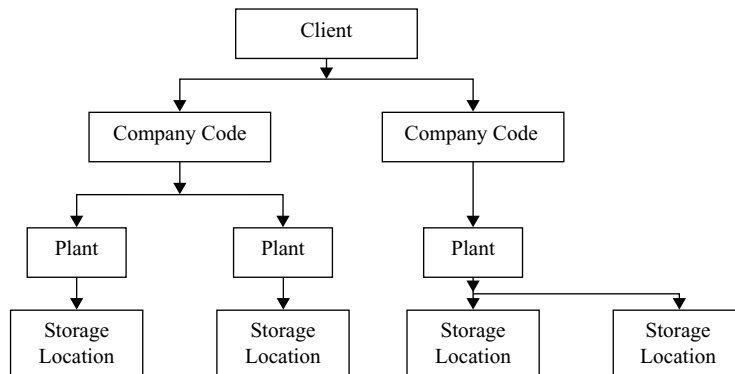 Client
Company Code
Company Code
Plant
Plant
Plant
Storage
Location
Storage
Location
Storage
Location
Storage
Location